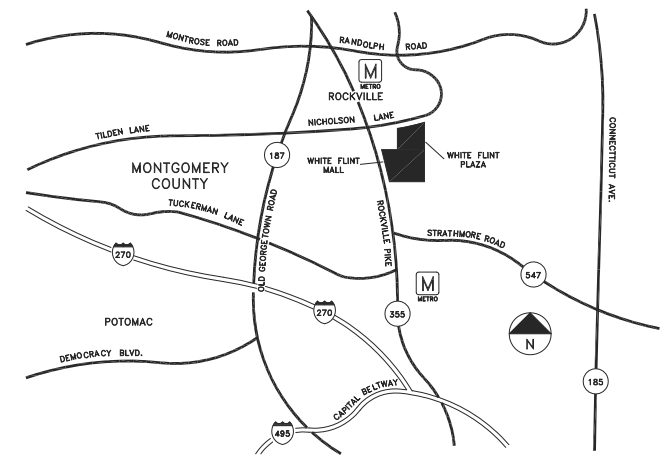 MONTROSE ROAD
RANDOLPH ROAD
M
METRO
ROCKVILLE
NICHOLSON LANE
TILDEN LANE
CONNECTTICUT AVE.
187
WHITE FLINT
MALL
WHITE FLINT
PLAZA
MONTGOMERY
COUNTY
TUCKERMAN LANE
OLD GEORGETOWN ROAD
ROCKVILLE PIKE
STRATHMORE ROAD
270
547
M
METRO
270
355
POTOMAC
N
DEMOCRACY BLVD.
185
CAPITAL BELTWAY
495